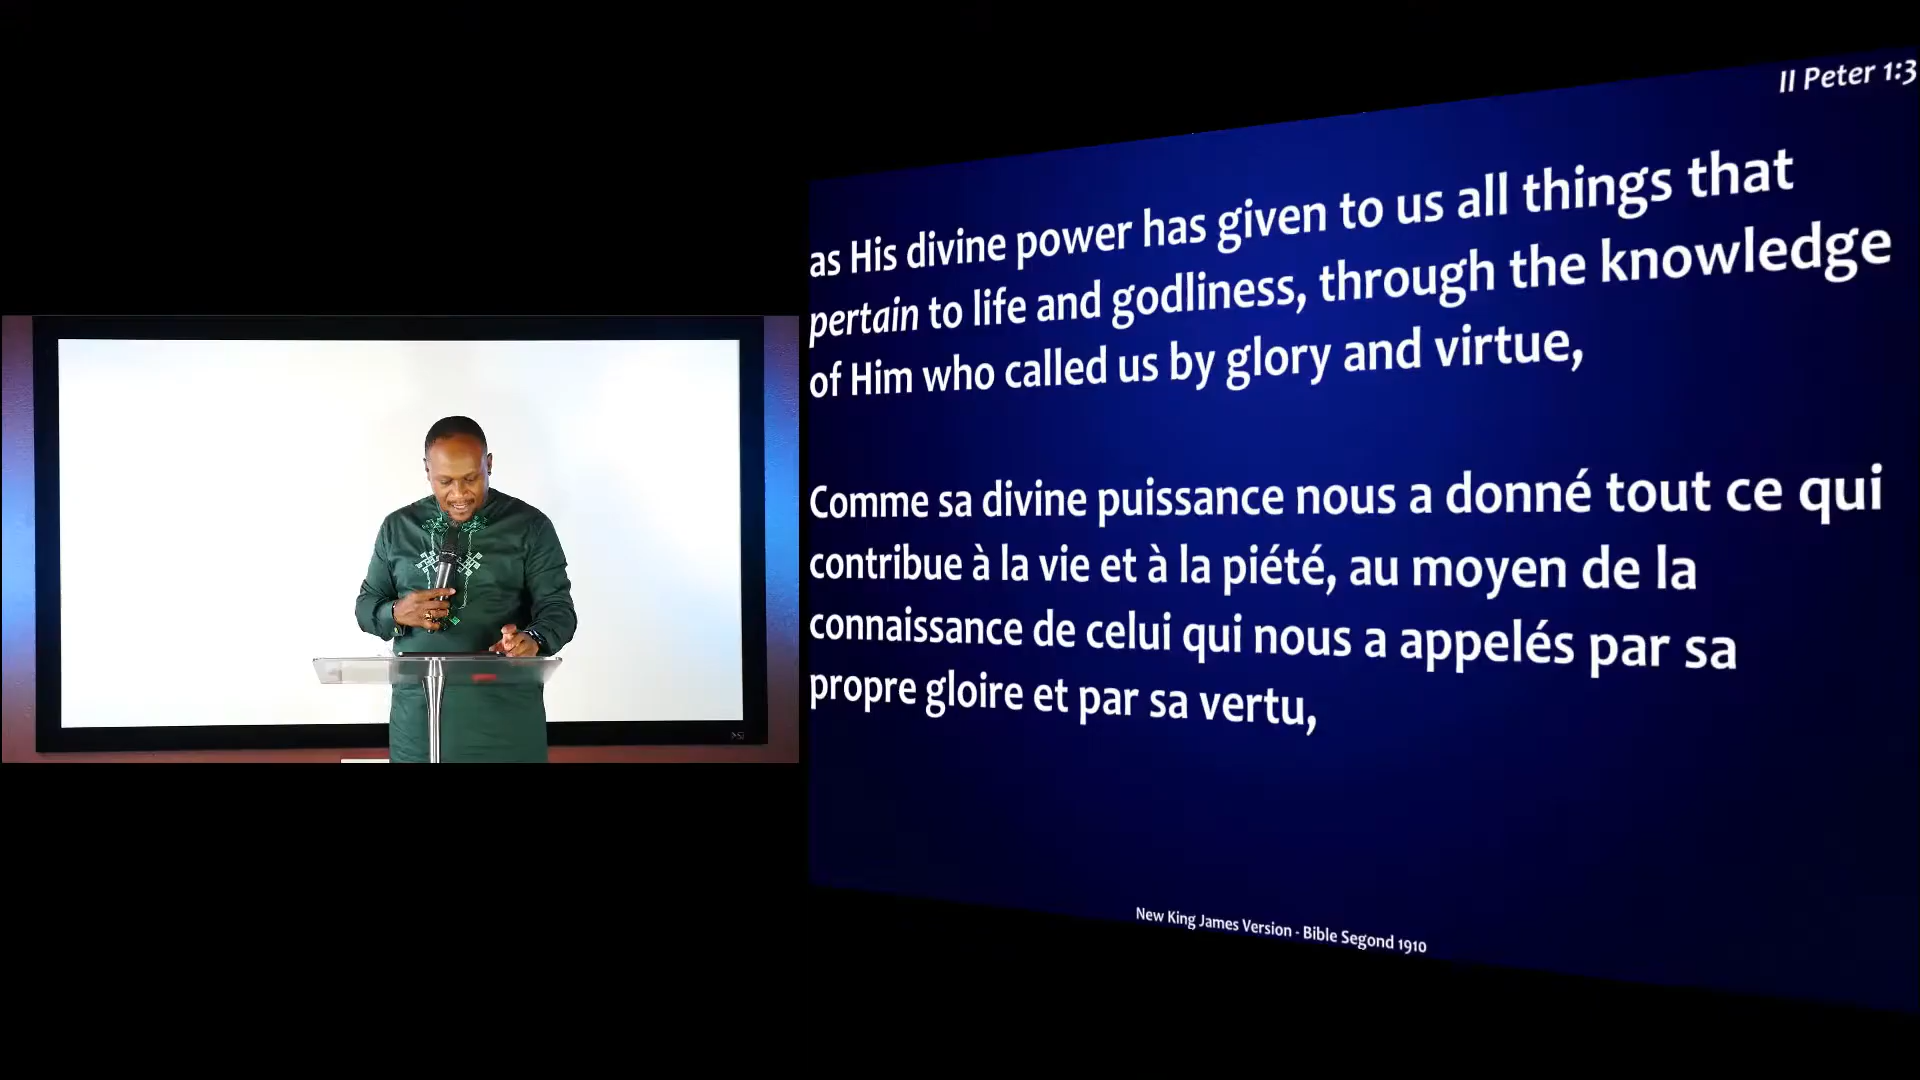 II Peter 1:3
as His divine power has given to us all things that
pertain to life and godliness, through the knowledge
of Him who called us by glory and virtue,
Comme sa divine puissance nous a donné tout ce qui
contribue à la vie et à la piété, au moyen de la
connaissance de celui qui nous a appelés par sa
propre gloire et par sa vertu,
New King James Version - Bible Segond 1910